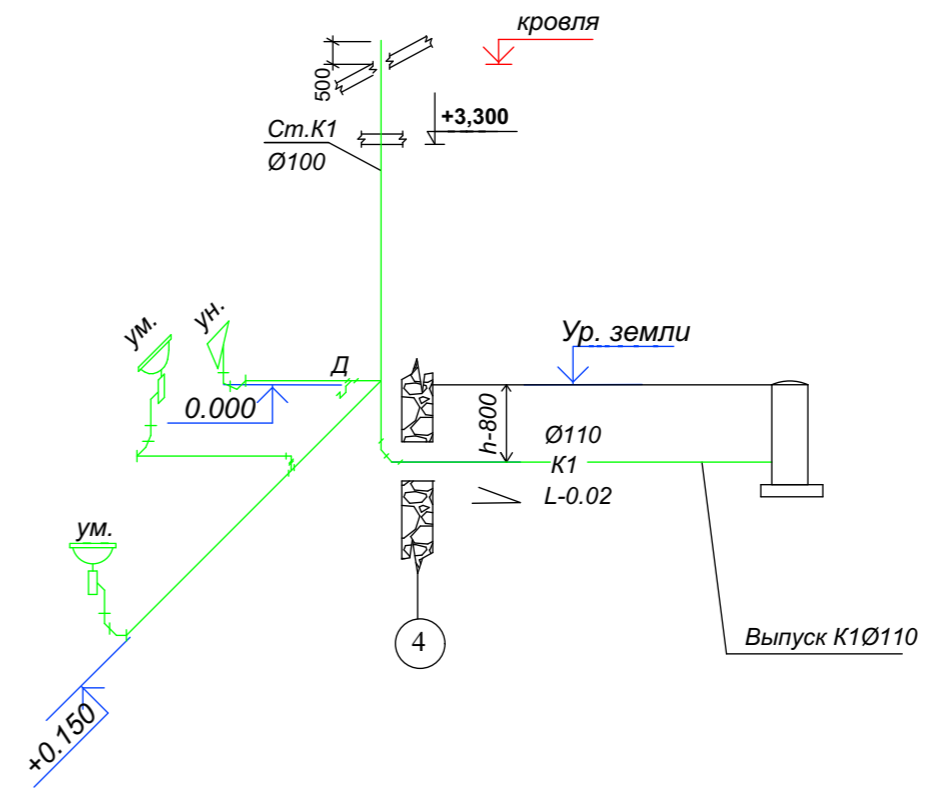 кровля
500
+3,300
Ст.К1
Ø100
ум.
ун.
Д
Ур. земли
0.000
h-800
Ø110
К1
L-0.02
ум.
4
Выпуск К1Ø110
+0.150